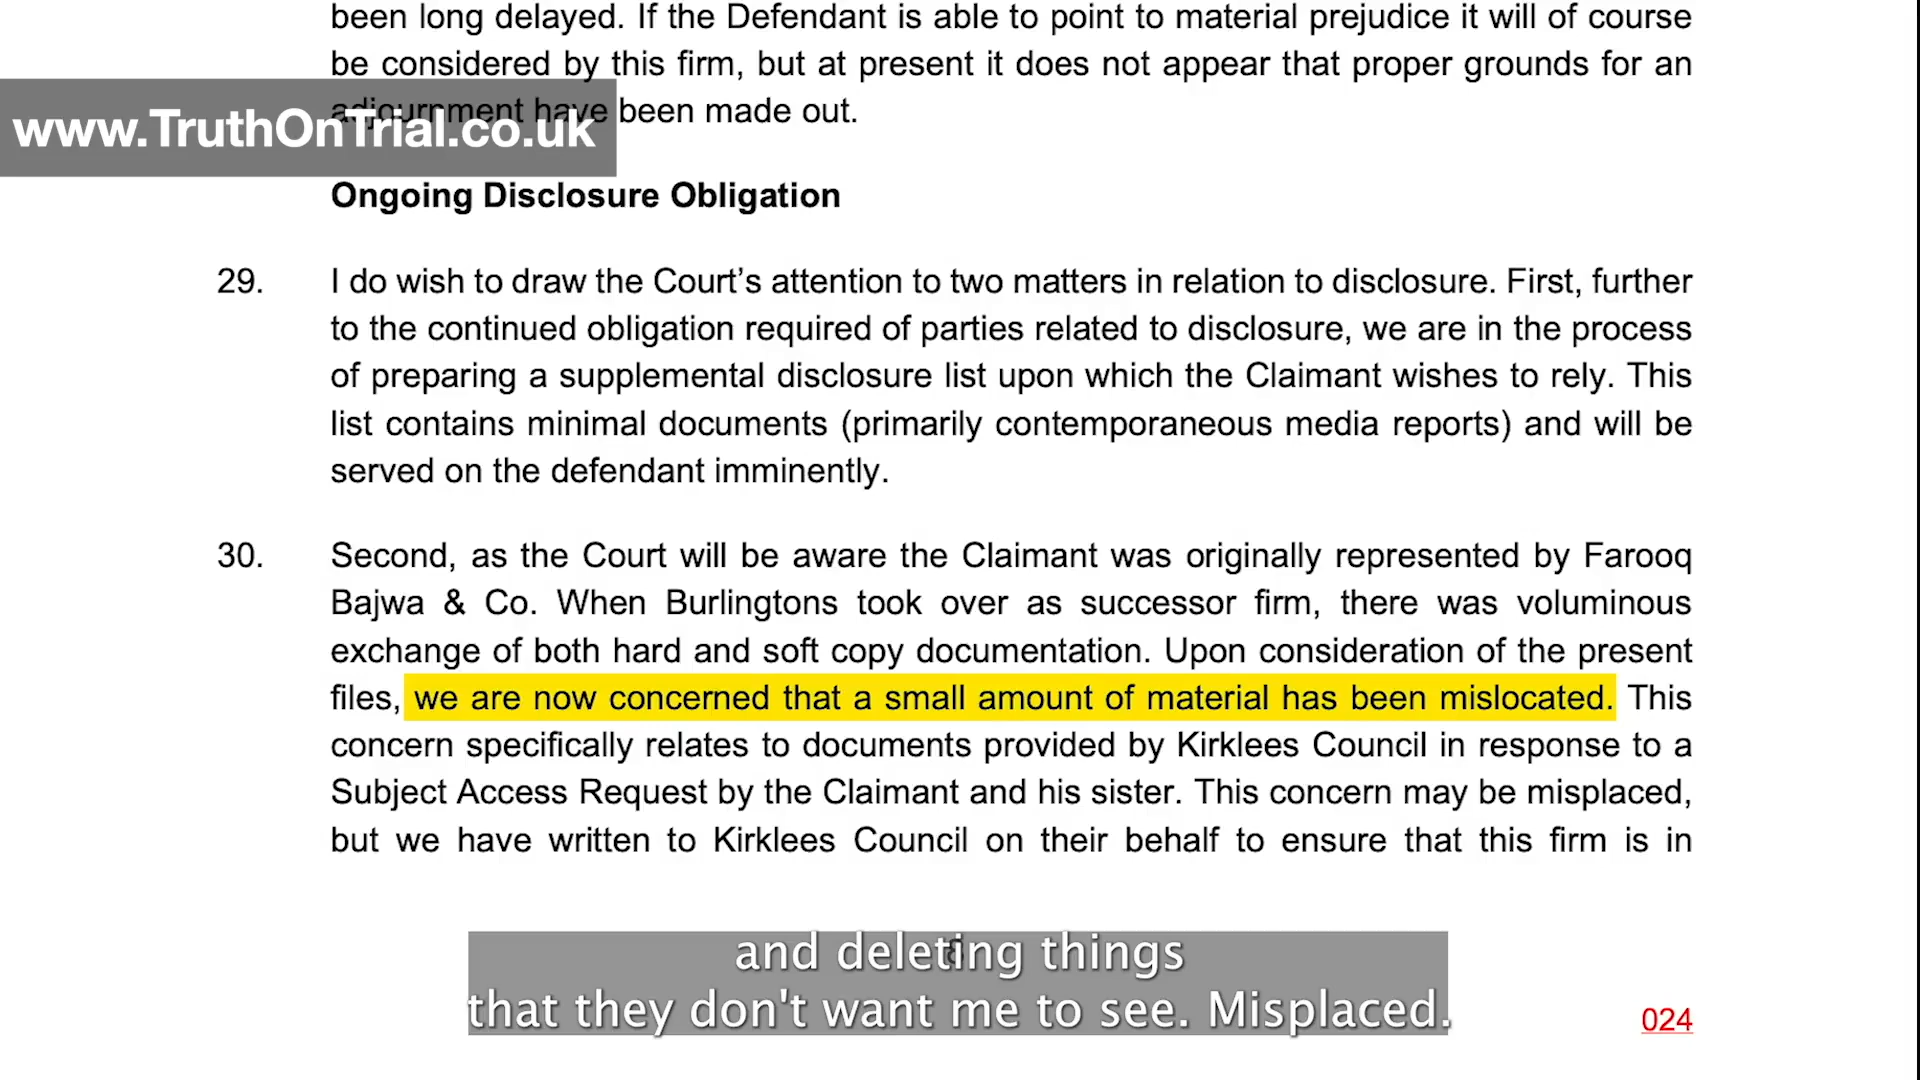 been long delayed. If the Defendant is able to point to material prejudice it will of course
be considered by this firm, but at present it does not appear that proper grounds for an
adjournment have been made out.
www.TruthOnTrial.co.uk
Ongoing Disclosure Obligation
29. I do wish to draw the Court’s attention to two matters in relation to disclosure. First, further
to the continued obligation required of parties related to disclosure, we are in the process
of preparing a supplemental disclosure list upon which the Claimant wishes to rely. This
list contains minimal documents (primarily contemporaneous media reports) and will be
served on the defendant imminently.
30. Second, as the Court will be aware the Claimant was originally represented by Farooq
Bajwa & Co. When Burlingtons took over as successor firm, there was voluminous
exchange of both hard and soft copy documentation. Upon consideration of the present
files, we are now concerned that a small amount of material has been mislocated. This
concern specifically relates to documents provided by Kirklees Council in response to a
Subject Access Request by the Claimant and his sister. This concern may be misplaced,
but we have written to Kirklees Council on their behalf to ensure that this firm is in
and deleting things
that they don't want me to see. Misplaced.
024